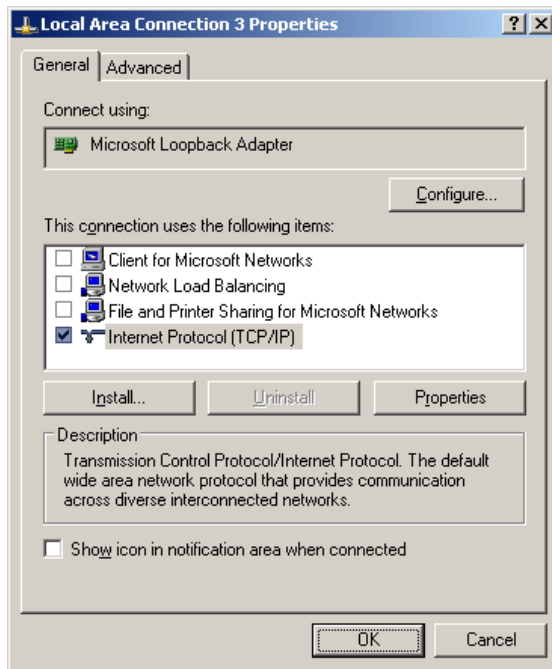 Local Area Connection 3 Properties
General
Advanced
Connect using:
Microsoft Loopback Adapter
Configure...
This connection uses the following items:
Client for Microsoft Networks
Network Load Balancing
File and Printer Sharing for Microsoft Networks
Internet Protocol (TCP/IP)
Install...
Uninstall
Properties
Description
Transmission Control Protocol/Internet Protocol. The default
wide area network protocol that provides communication
across diverse interconnected networks.
Show icon in notification area when connected
OK
Cancel